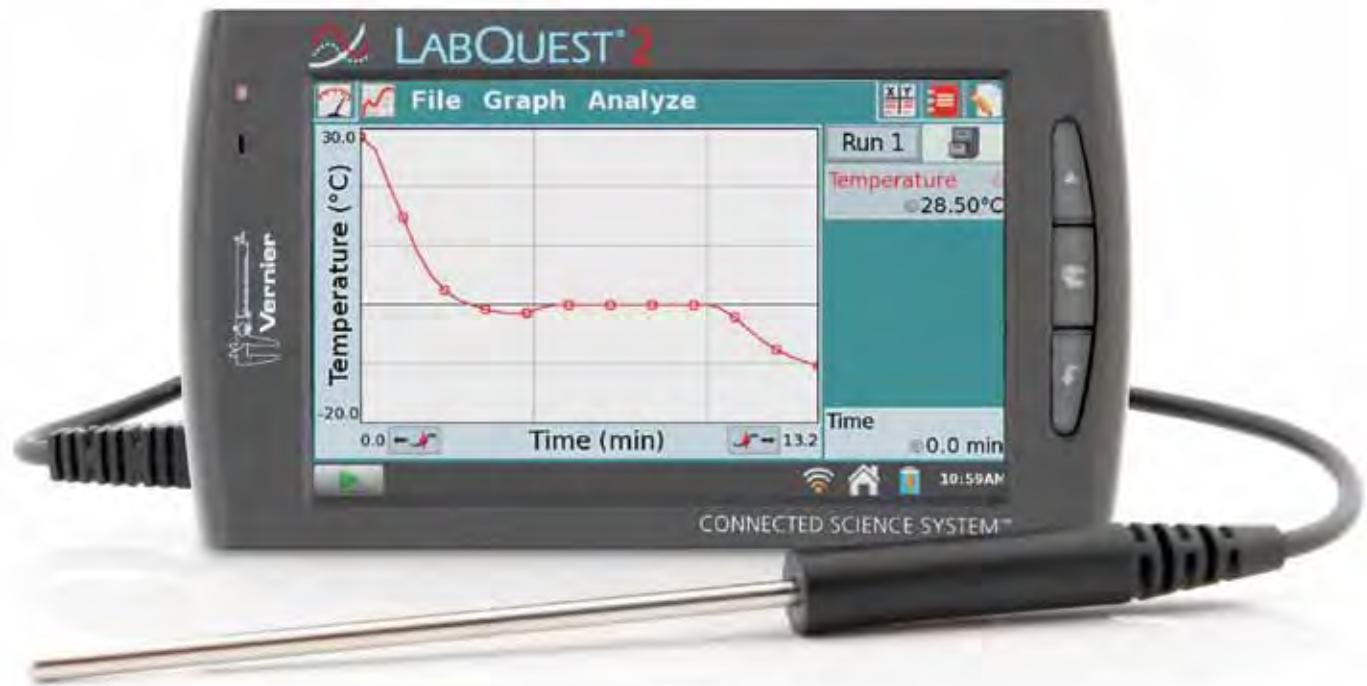 LABQUEST® 2
File Graph Analyze
X Y
Run 1
Temperature
28.50°C
30.0
Temperature (°C)
-20.0
0.0
Time (min)
13.2
Time
0.0 min
10:59AM
Vernier
CONNECTED SCIENCE SYSTEM™